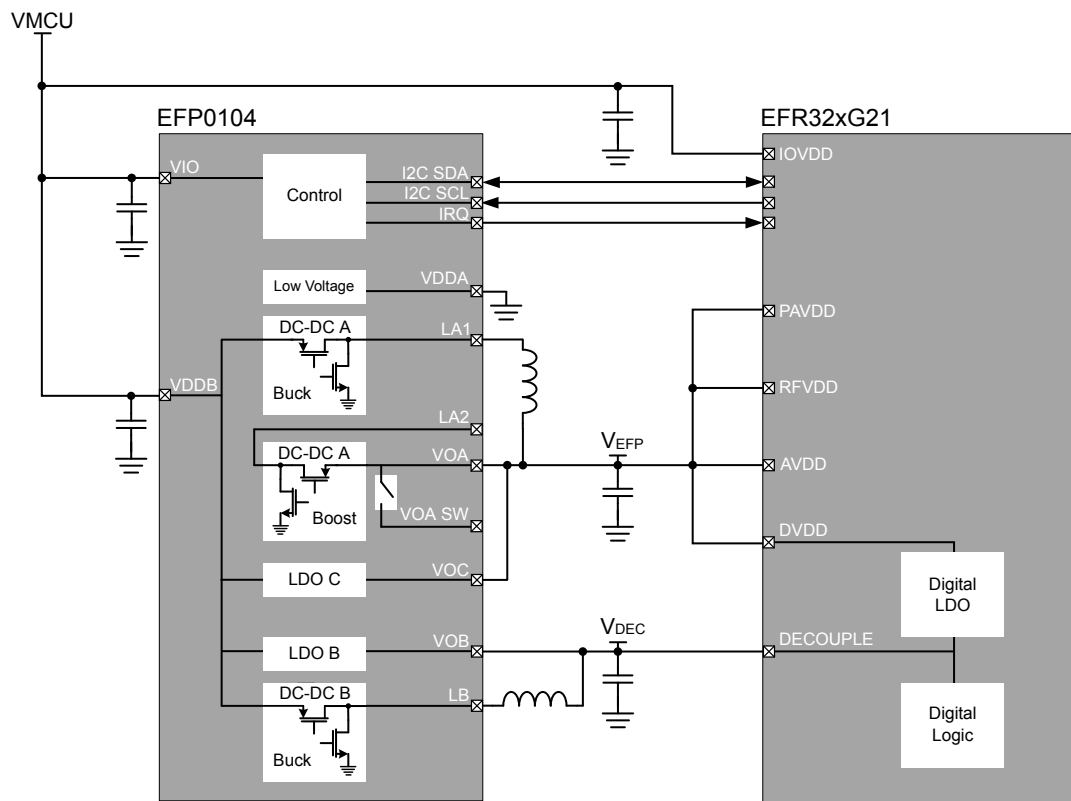 VMCU
EFP0104
EFR32xG21
VIO
IOVDD
Control
I2C SDA
I2C SCL
IRQ
Low Voltage
VDDA
DC-DC A
LA1
PAVDD
Buck
VDDB
RFVDD
LA2
DC-DC A
VOA
VEFP
AVDD
Boost
VOA SW
DVDD
LDO C
VOC
Digital
LDO
LDO B
VOB
VDEC
DECOUPLE
DC-DC B
LB
Buck
Digital
Logic